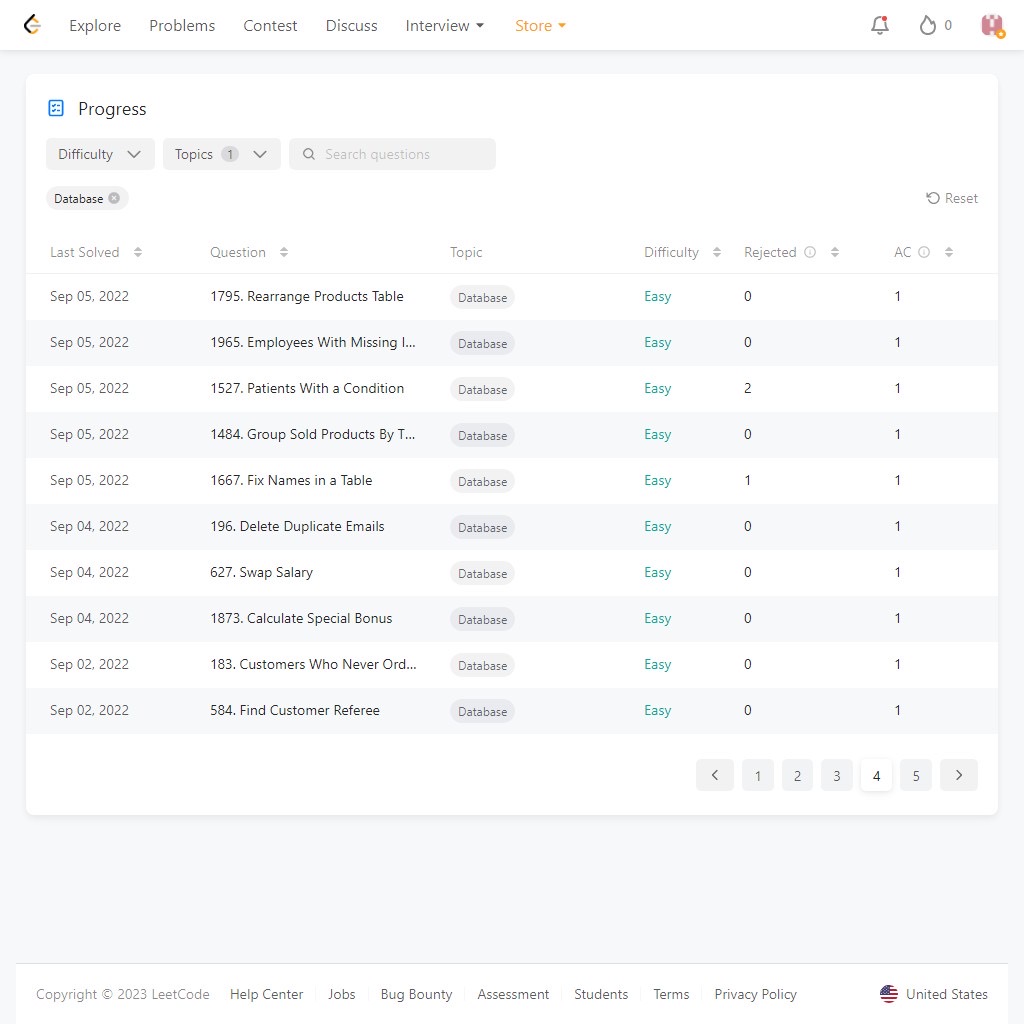 Explore Problems Contest Discuss Interview Store 0
Progress
Difficulty Topics 1 Search questions
Database Reset
Last Solved Question Topic Difficulty Rejected AC
Sep 05, 2022 1795. Rearrange Products Table Database Easy 0 1
Sep 05, 2022 1965. Employees With Missing I... Database Easy 0 1
Sep 05, 2022 1527. Patients With a Condition Database Easy 2 1
Sep 05, 2022 1484. Group Sold Products By T... Database Easy 0 1
Sep 05, 2022 1667. Fix Names in a Table Database Easy 1 1
Sep 04, 2022 196. Delete Duplicate Emails Database Easy 0 1
Sep 04, 2022 627. Swap Salary Database Easy 0 1
Sep 04, 2022 1873. Calculate Special Bonus Database Easy 0 1
Sep 02, 2022 183. Customers Who Never Ord... Database Easy 0 1
Sep 02, 2022 584. Find Customer Referee Database Easy 0 1
1 2 3 4 5
Copyright © 2023 LeetCode Help Center Jobs Bug Bounty Assessment Students Terms Privacy Policy United States